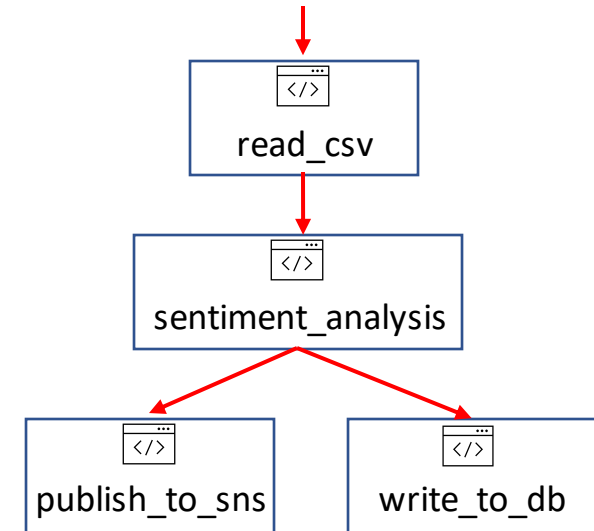 </>
read_csv
</>
sentiment_analysis
</>
publish_to_sns
</>
write_to_db